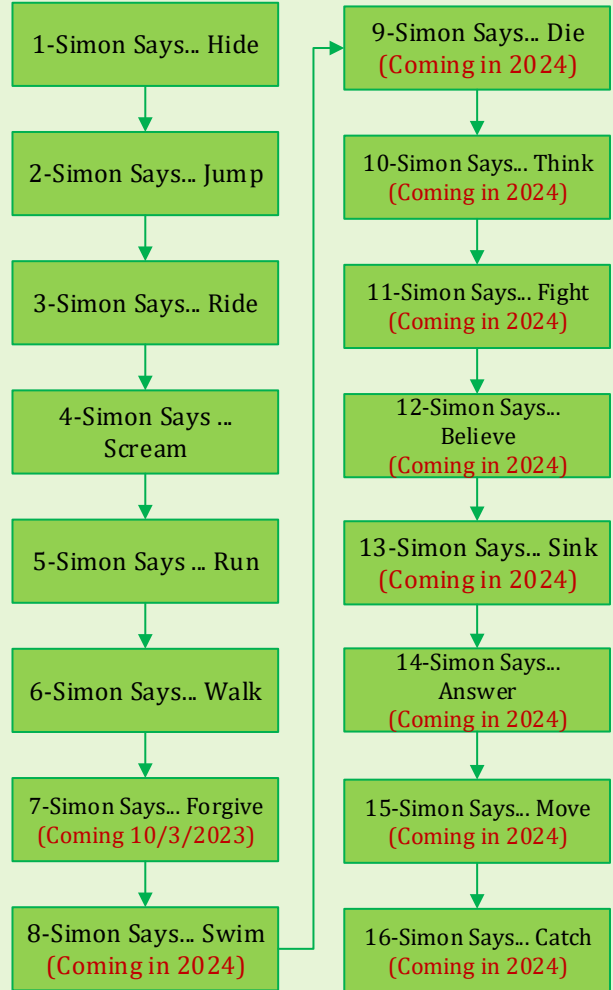 1-Simon Says... Hide
2-Simon Says... Jump
3-Simon Says... Ride
4-Simon Says ...
Scream
5-Simon Says ... Run
6-Simon Says... Walk
7-Simon Says... Forgive
(Coming 10/3/2023)
8-Simon Says... Swim
(Coming in 2024)
9-Simon Says... Die
(Coming in 2024)
10-Simon Says... Think
(Coming in 2024)
11-Simon Says... Fight
(Coming in 2024)
12-Simon Says...
Believe
(Coming in 2024)
13-Simon Says... Sink
(Coming in 2024)
14-Simon Says...
Answer
(Coming in 2024)
15-Simon Says... Move
(Coming in 2024)
16-Simon Says... Catch
(Coming in 2024)